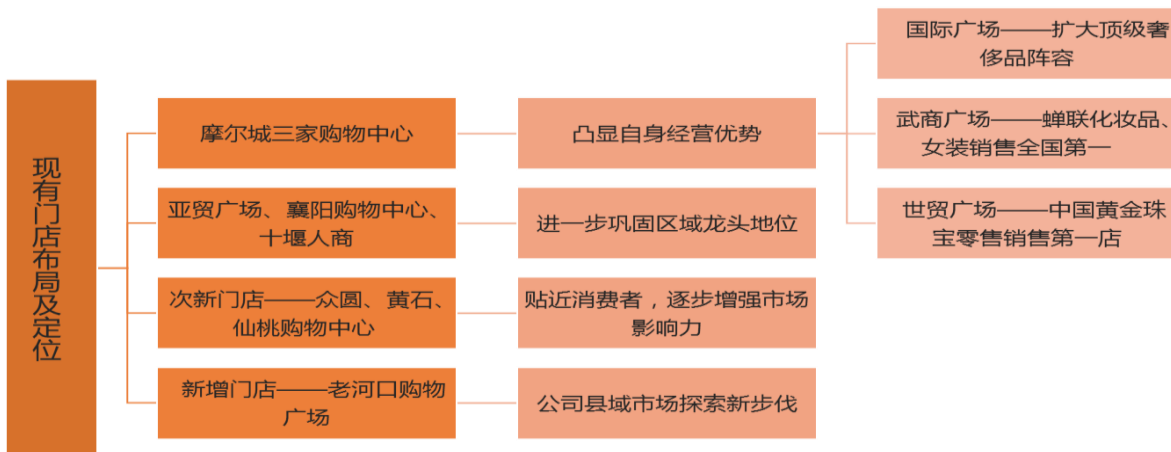 现有门店布局及定位
摩尔城三家购物中心
凸显自身经营优势
国际广场——扩大顶级奢
侈品阵容
武商广场——蝉联化妆品、
女装销售全国第一
世贸广场——中国黄金珠
宝零售销售第一店
亚贸广场、襄阳购物中心、
十堰人商
进一步巩固区域龙头地位
次新门店——众圆、黄石、
仙桃购物中心
贴近消费者，逐步增强市场
影响力
新增门店——老河口购物
广场
公司县域市场探索新步伐